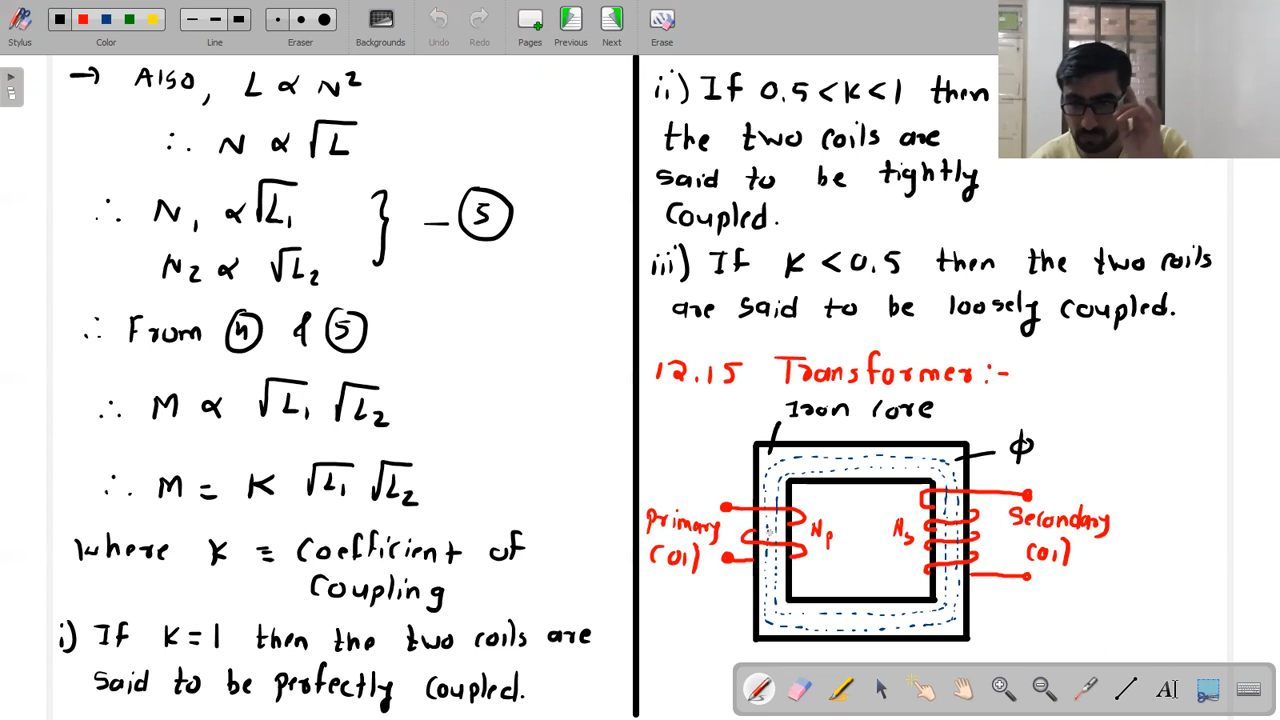 Stylus
Color
Line
Eraser
Backgrounds
Undo
Redo
Pages
Previous
Next
Erase
→ Also, L ∝ N²
∴ N ∝ √L
∴ N₁ ∝ √L₁
N₂ ∝ √L₂ } — ⑤
∴ From ④ & ⑤
∴ M ∝ √L₁ √L₂
∴ M = K √L₁ √L₂
Where K = Coefficient of
Coupling
i) If K=1 then the two coils are
said to be perfectly coupled.
ii) If 0.5 < K < 1 then
the two coils are
said to be tightly
Coupled.
iii) If K < 0.5 then the two coils
are said to be loosely coupled.
12.15 Transformer:-
Iron core
ϕ
Primary
Coil
Np
Ns
Secondary
Coil